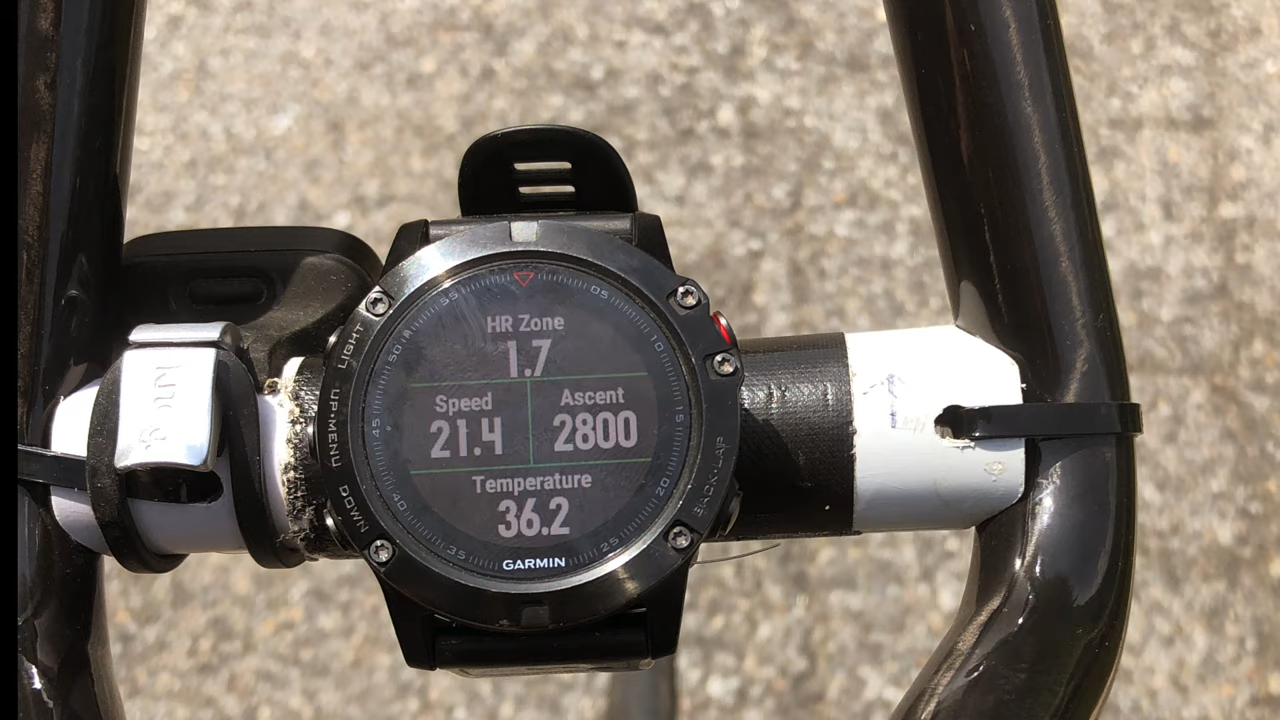 HR Zone
1.7
Speed
Ascent
21.4
2800
Temperature
36.2
GARMIN
LIGHT
UP·MENU
DOWN
BACK·LAP
55
05
50
10
45
15
40
20
35
25